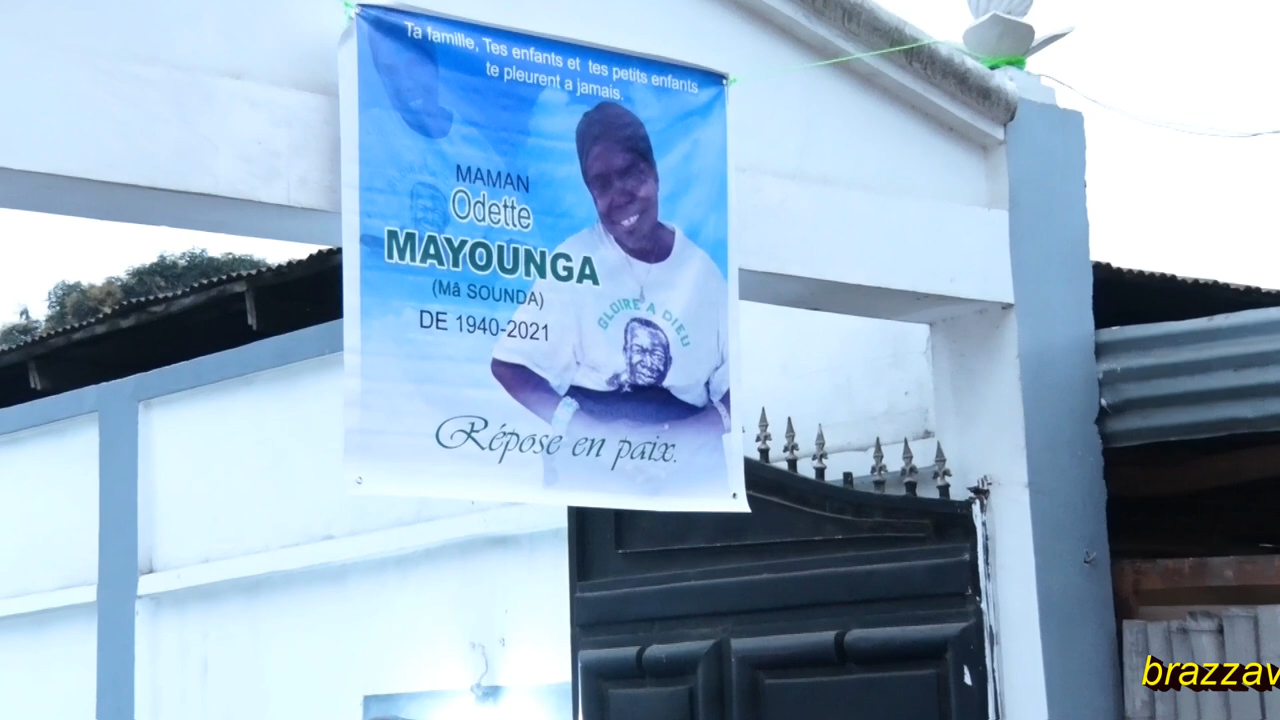 Ta famille, Tes enfants et tes petits enfants
te pleurent a jamais.
MAMAN
Odette
MAYOUNGA
(Mâ SOUNDA)
DE 1940-2021
GLOIRE A DIEU
Répose en paix.
brazzav